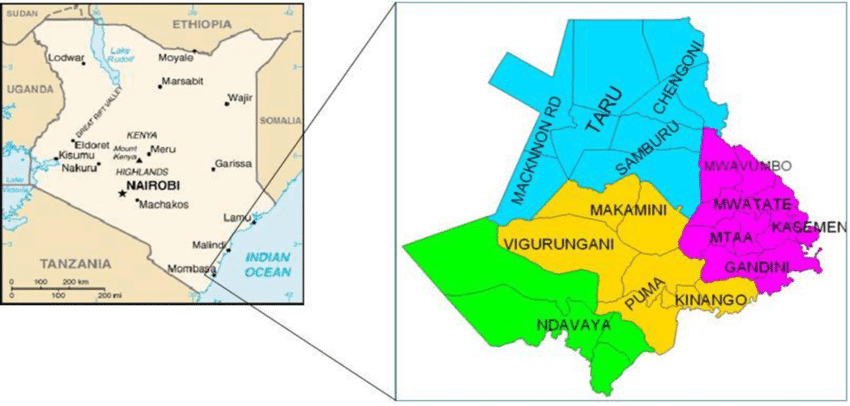 SUDAN
ETHIOPIA
Lake
Rudolf
Moyale
Lodwar
Marsabit
UGANDA
Wajir
GREAT RIFT VALLEY
SOMALIA
KENYA
Eldoret
Mount
Kenya
Meru
Kisumu
Nakuru
Garissa
HIGHLANDS
Lake
Victoria
NAIROBI
Machakos
Lamu
Malindi
INDIAN
OCEAN
TANZANIA
Mombasa
0 100 200 km
0 100 200 mi
36
42
MACKNNON RD
TARU
CHENGONI
SAMBURU
MWAVUMBO
MAKAMINI
MWATATE
KASEMEN
VIGURUNGANI
MTAA
GANDINI
PUMA
KINANGO
NDAVAYA